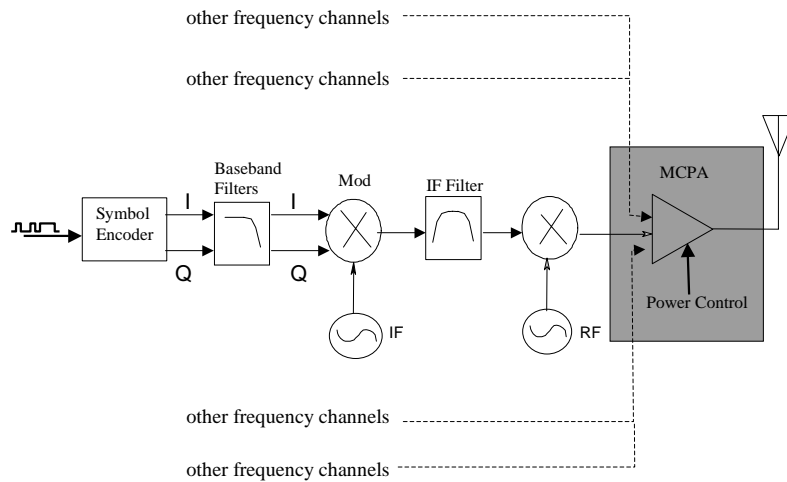 other frequency channels
other frequency channels
MCPA
Baseband
Filters
Mod
IF Filter
I
I
Symbol
Encoder
Q
Q
Power Control
IF
RF
other frequency channels
other frequency channels